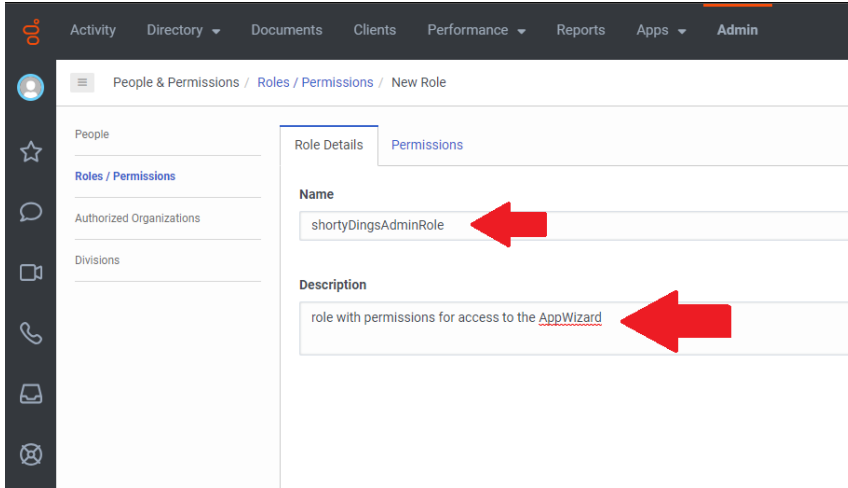 Activity Directory Documents Clients Performance Reports Apps Admin
People & Permissions / Roles / Permissions / New Role
People
Roles / Permissions
Authorized Organizations
Divisions
Role Details Permissions
Name
shortyDingsAdminRole
Description
role with permissions for access to the AppWizard